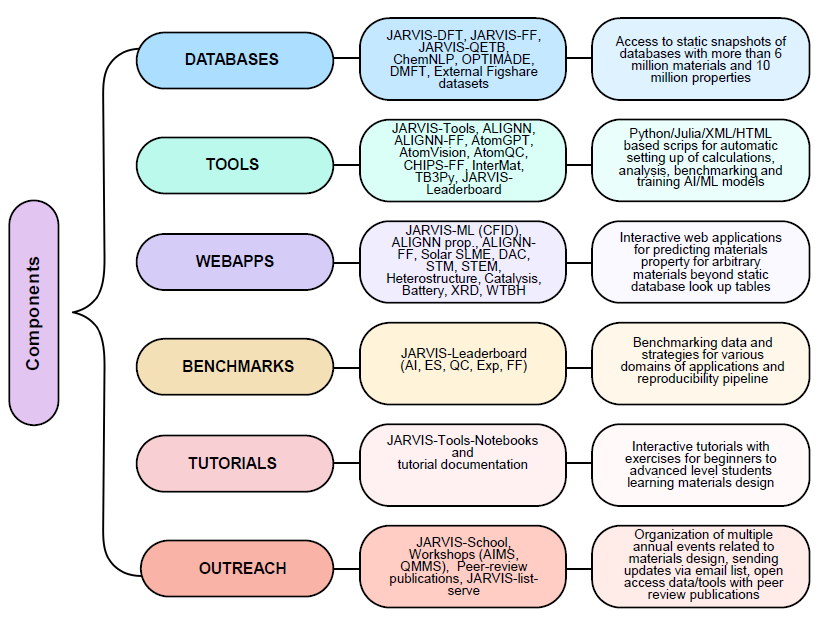 Components
DATABASES
JARVIS-DFT, JARVIS-FF,
JARVIS-QETB,
ChemNLP, OPTIMADE,
DMFT, External Figshare
datasets
Access to static snapshots of
databases with more than 6
million materials and 10
million properties
TOOLS
JARVIS-Tools, ALIGNN,
ALIGNN-FF, AtomGPT,
AtomVision, AtomQC,
CHIPS-FF, InterMat,
TB3Py, JARVIS-
Leaderboard
Python/Julia/XML/HTML
based scrips for automatic
setting up of calculations,
analysis, benchmarking and
training AI/ML models
WEBAPPS
JARVIS-ML (CFID),
ALIGNN prop., ALIGNN-
FF, Solar SLME, DAC,
STM, STEM,
Heterostructure, Catalysis,
Battery, XRD, WTBH
Interactive web applications
for predicting materials
property for arbitrary
materials beyond static
database look up tables
BENCHMARKS
JARVIS-Leaderboard
(AI, ES, QC, Exp, FF)
Benchmarking data and
strategies for various
domains of applications and
reproducibility pipeline
TUTORIALS
JARVIS-Tools-Notebooks
and
tutorial documentation
Interactive tutorials with
exercises for beginners to
advanced level students
learning materials design
OUTREACH
JARVIS-School,
Workshops (AIMS,
QMMS), Peer-review
publications, JARVIS-list-
serve
Organization of multiple
annual events related to
materials design, sending
updates via email list, open
access data/tools with peer
review publications